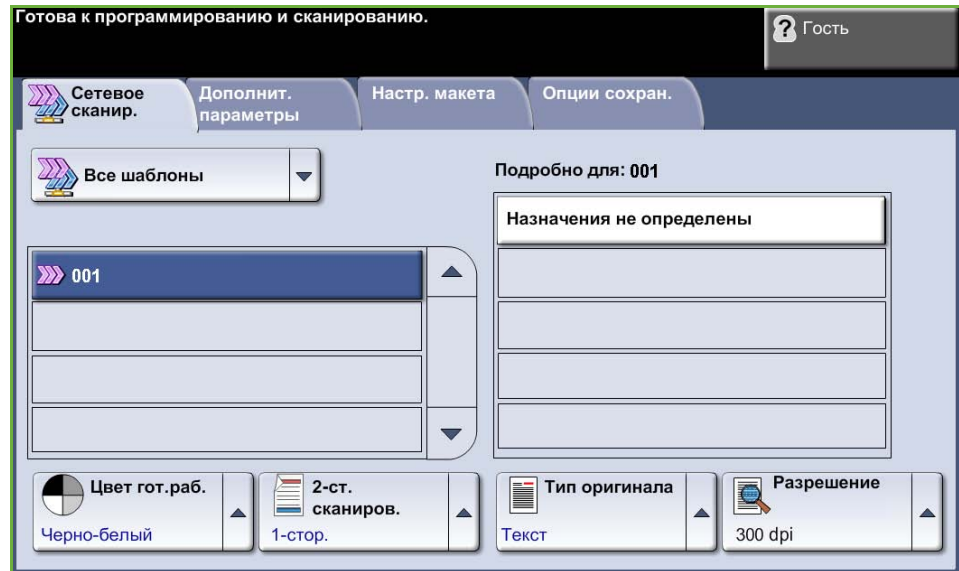 Готова к программированию и сканированию.
? Гость
Сетевое
сканир.
Дополнит.
параметры
Настр. макета
Опции сохран.
Все шаблоны
Подробно для: 001
Назначения не определены
001
Цвет гот.раб.
Черно-белый
2-ст.
сканиров.
1-стор.
Тип оригинала
Текст
Разрешение
300 dpi